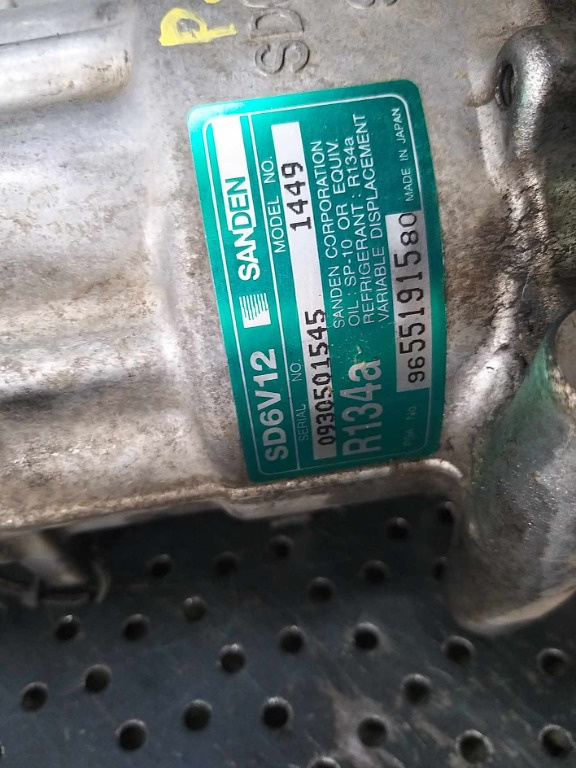 SD6V12 SANDEN
SERIAL NO. MODEL NO.
0930501545 1449
R134a
SANDEN CORPORATION
OIL : SP-10 OR EQUIV.
REFRIGERANT : R134a
VARIABLE DISPLACEMENT
9655191580
MADE IN JAPAN